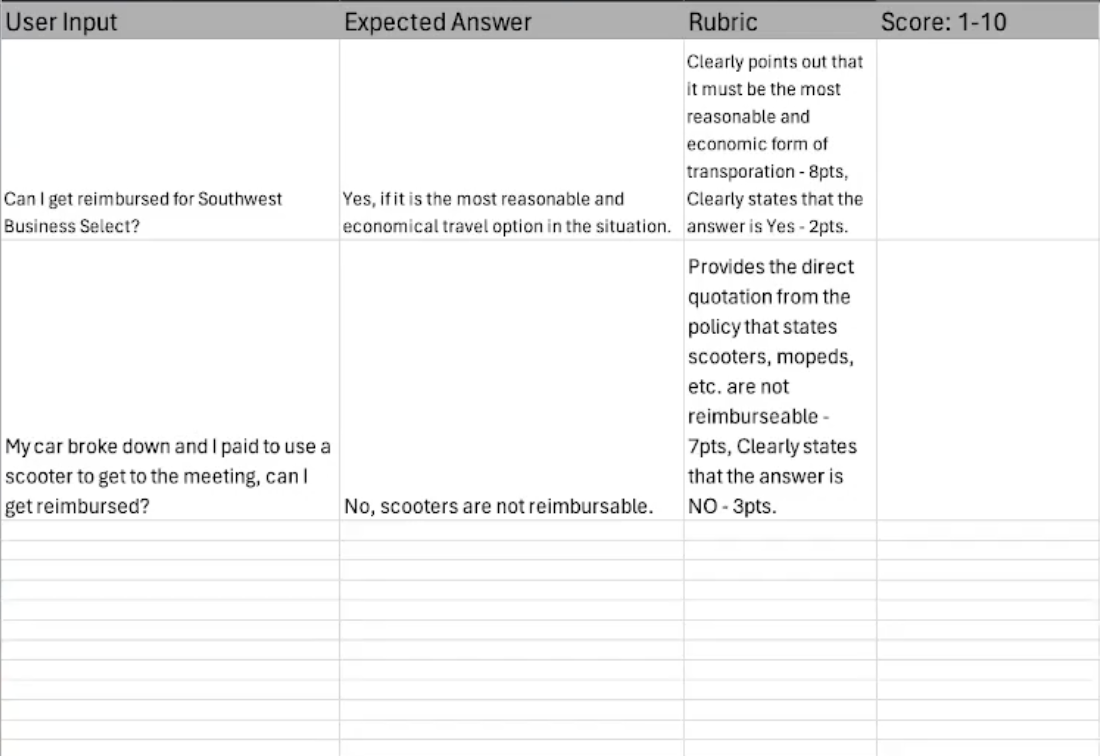 User Input
Expected Answer
Rubric
Score: 1-10
Can I get reimbursed for Southwest
Business Select?
Yes, if it is the most reasonable and
economical travel option in the situation.
Clearly points out that
it must be the most
reasonable and
economic form of
transporation - 8pts,
Clearly states that the
answer is Yes - 2pts.
My car broke down and I paid to use a
scooter to get to the meeting, can I
get reimbursed?
No, scooters are not reimbursable.
Provides the direct
quotation from the
policy that states
scooters, mopeds,
etc. are not
reimburseable -
7pts, Clearly states
that the answer is
NO - 3pts.